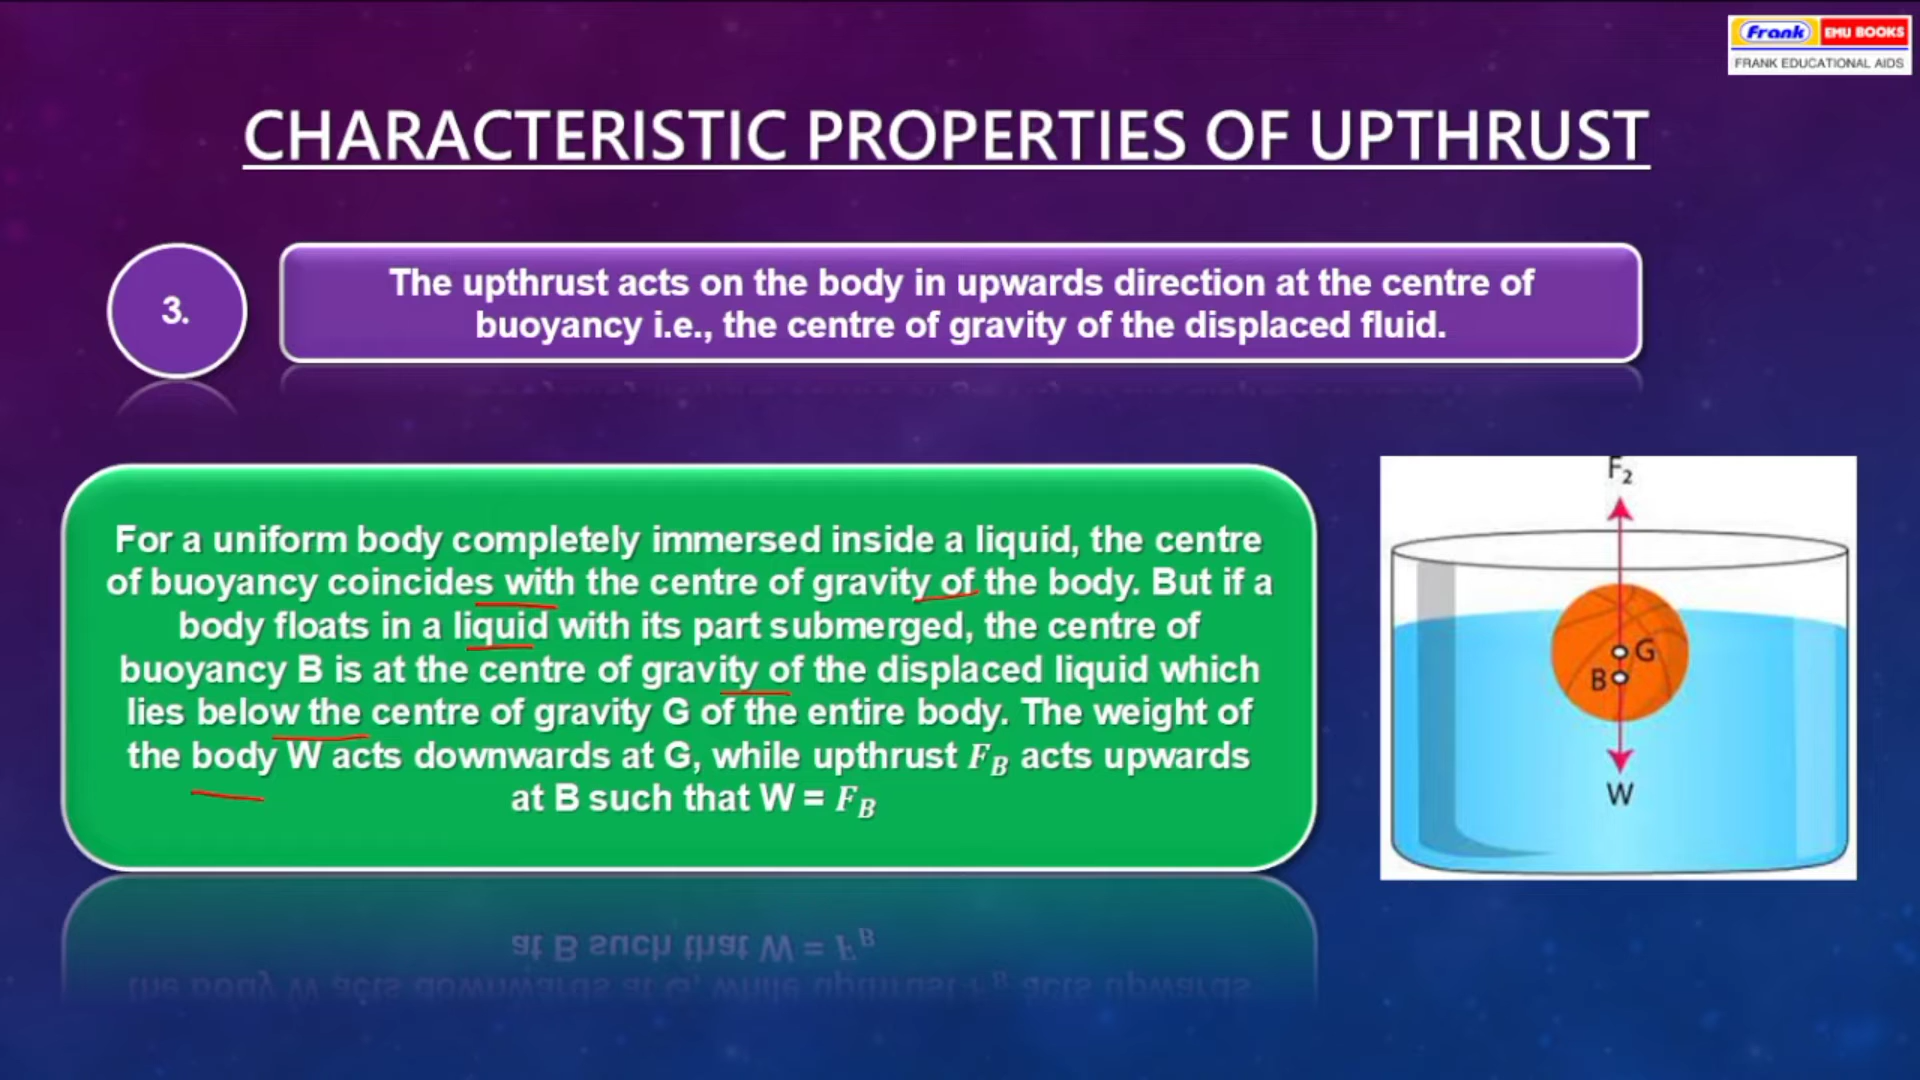 Frank EMU BOOKS
FRANK EDUCATIONAL AIDS
CHARACTERISTIC PROPERTIES OF UPTHRUST
3.
The upthrust acts on the body in upwards direction at the centre of
buoyancy i.e., the centre of gravity of the displaced fluid.
For a uniform body completely immersed inside a liquid, the centre
of buoyancy coincides with the centre of gravity of the body. But if a
body floats in a liquid with its part submerged, the centre of
buoyancy B is at the centre of gravity of the displaced liquid which
lies below the centre of gravity G of the entire body. The weight of
the body W acts downwards at G, while upthrust F_B acts upwards
at B such that W = F_B
F₂
G
B
W